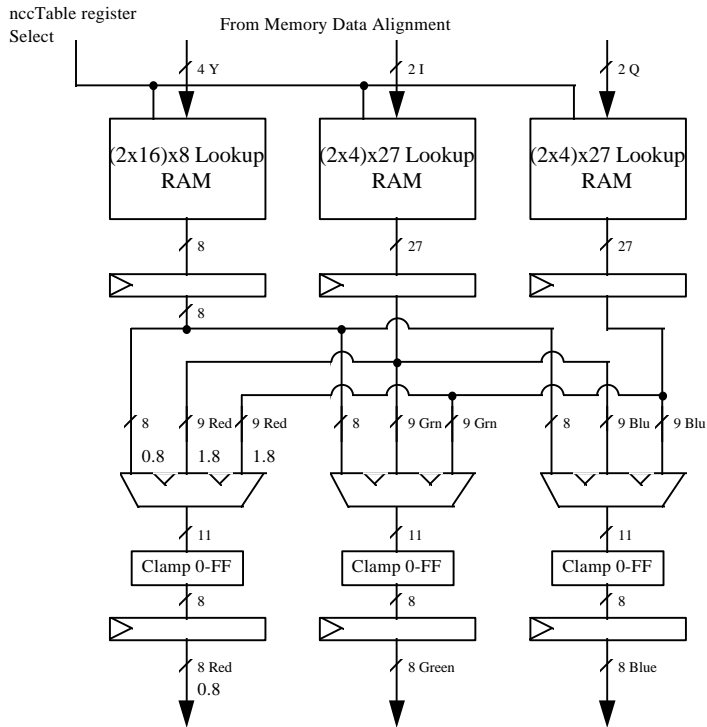 nccTable register
Select
From Memory Data Alignment
4 Y
2 I
2 Q
(2x16)x8 Lookup
RAM
(2x4)x27 Lookup
RAM
(2x4)x27 Lookup
RAM
8
27
27
8
8
9 Red
9 Red
8
9 Grn
9 Grn
8
9 Blu
9 Blu
0.8
1.8
1.8
11
11
11
Clamp 0-FF
Clamp 0-FF
Clamp 0-FF
8
8
8
8 Red
8 Green
8 Blue
0.8